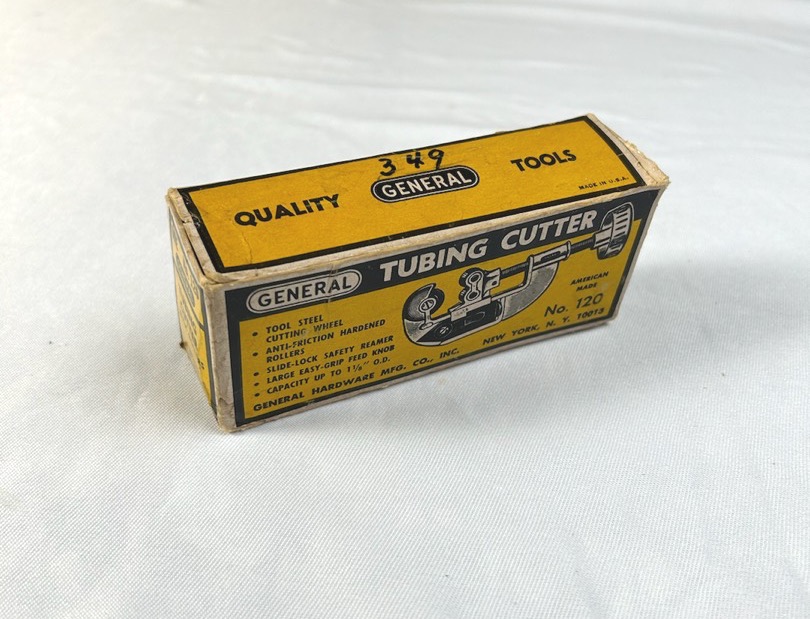 349
QUALITY GENERAL TOOLS
MADE IN U.S.A.
GENERAL TUBING CUTTER
• TOOL STEEL
CUTTING WHEEL
• ANTI-FRICTION HARDENED
ROLLERS
• SLIDE-LOCK SAFETY REAMER
• LARGE EASY-GRIP FEED KNOB
• CAPACITY UP TO 1⅛" O.D.
AMERICAN
MADE
No. 120
GENERAL HARDWARE MFG. CO., INC. NEW YORK, N. Y. 10013